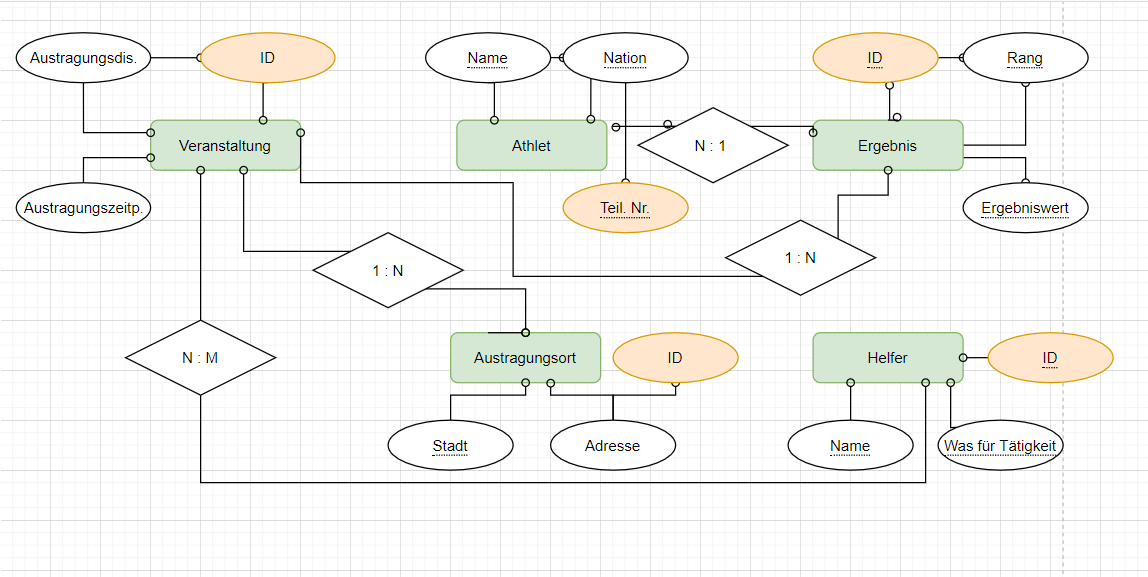 Austragungsdis.
ID
Name
Nation
ID
Rang
Veranstaltung
Athlet
N : 1
Ergebnis
Austragungszeitp.
Teil. Nr.
Ergebniswert
1 : N
1 : N
N : M
Austragungsort
ID
Helfer
ID
Stadt
Adresse
Name
Was für Tätigkeit